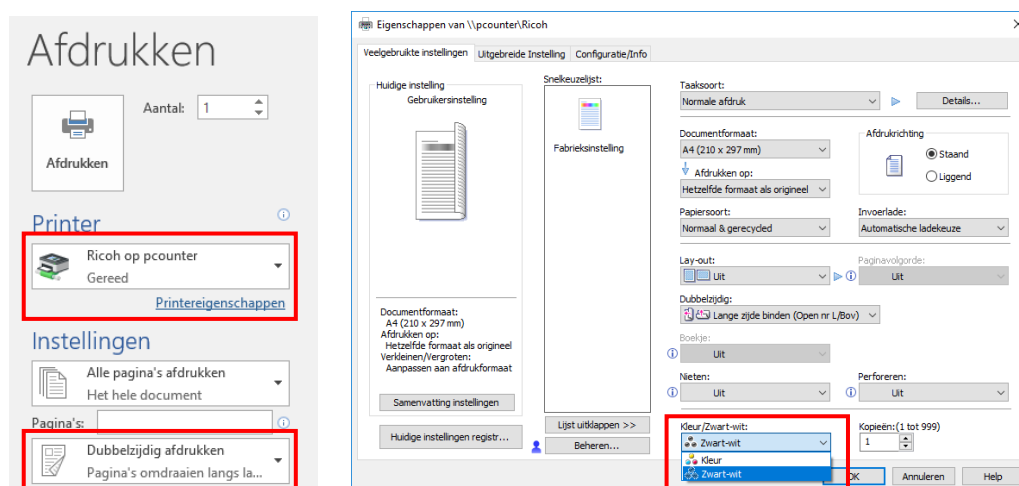 Afdrukken
Aantal: 1
Afdrukken
Printer
Ricoh op pcounter
Gereed
Printereigenschappen
Instellingen
Alle pagina's afdrukken
Het hele document
Pagina's:
Dubbelzijdig afdrukken
Pagina's omdraaien langs la...
Eigenschappen van \\pcounter\Ricoh
Veelgebruikte instellingen Uitgebreide Instelling Configuratie/Info
Huidige instelling
Gebruikersinstelling
Documentformaat:
A4 (210 x 297 mm)
Afdrukken op:
Hetzelfde formaat als origineel
Verkleinen/Vergroten:
Aanpassen aan afdrukformaat
Samenvatting instellingen
Huidige instellingen registr...
Snelkeuzelijst:
Fabrieksinstelling
Lijst uitklappen >>
Beheren...
Taaksoort:
Normale afdruk Details...
Documentformaat:
A4 (210 x 297 mm)
Afdrukken op:
Hetzelfde formaat als origineel
Afdrukrichting
Staand
Liggend
Papiersoort: Invoerlade:
Normaal & gerecycled Automatische ladekeuze
Lay-out: Paginavolgorde:
Uit Uit
Dubbelzijdig:
Lange zijde binden (Open nr L/Bov)
Boekje:
Uit
Nieten: Perforeren:
Uit Uit
Kleur/Zwart-wit: Kopieën:(1 tot 999)
Zwart-wit 1
Kleur
Zwart-wit
OK Annuleren Help